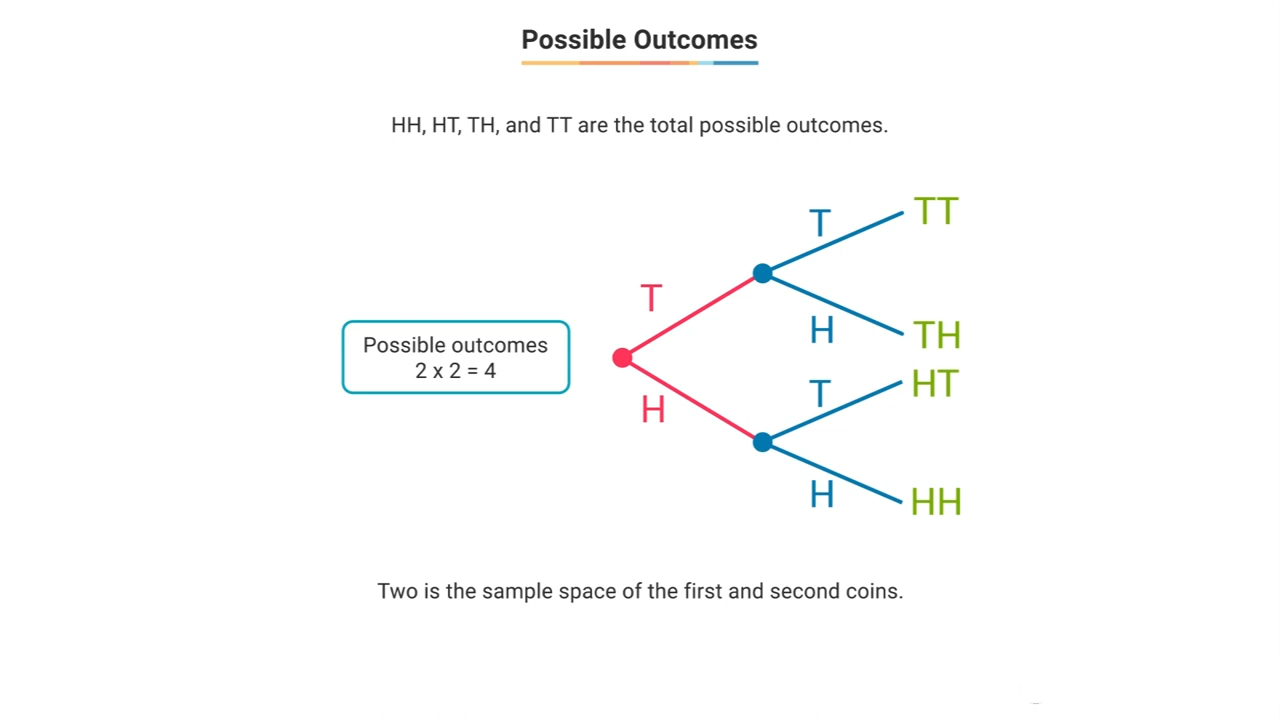 Possible Outcomes
HH, HT, TH, and TT are the total possible outcomes.
T
TT
T
H
TH
Possible outcomes
2 x 2 = 4
T
HT
H
H
HH
Two is the sample space of the first and second coins.